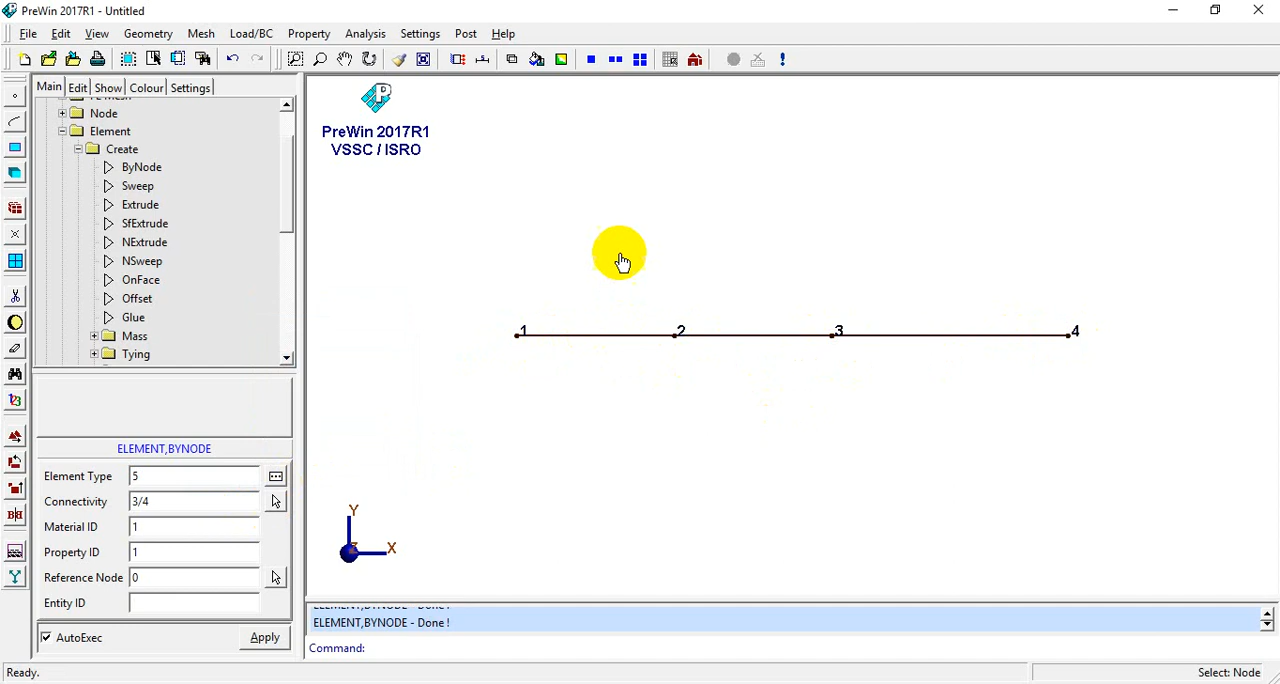 PreWin 2017R1 - Untitled
File Edit View Geometry Mesh Load/BC Property Analysis Settings Post Help
Main Edit Show Colour Settings
Node
Element
Create
ByNode
Sweep
Extrude
SfExtrude
NExtrude
NSweep
OnFace
Offset
Glue
Mass
Tying
ELEMENT,BYNODE
Element Type 5
Connectivity 3/4
Material ID 1
Property ID 1
Reference Node 0
Entity ID
AutoExec Apply
PreWin 2017R1
VSSC / ISRO
1 2 3 4
Y
Z X
ELEMENT,BYNODE - Done !
ELEMENT,BYNODE - Done !
Command:
Ready. Select: Node